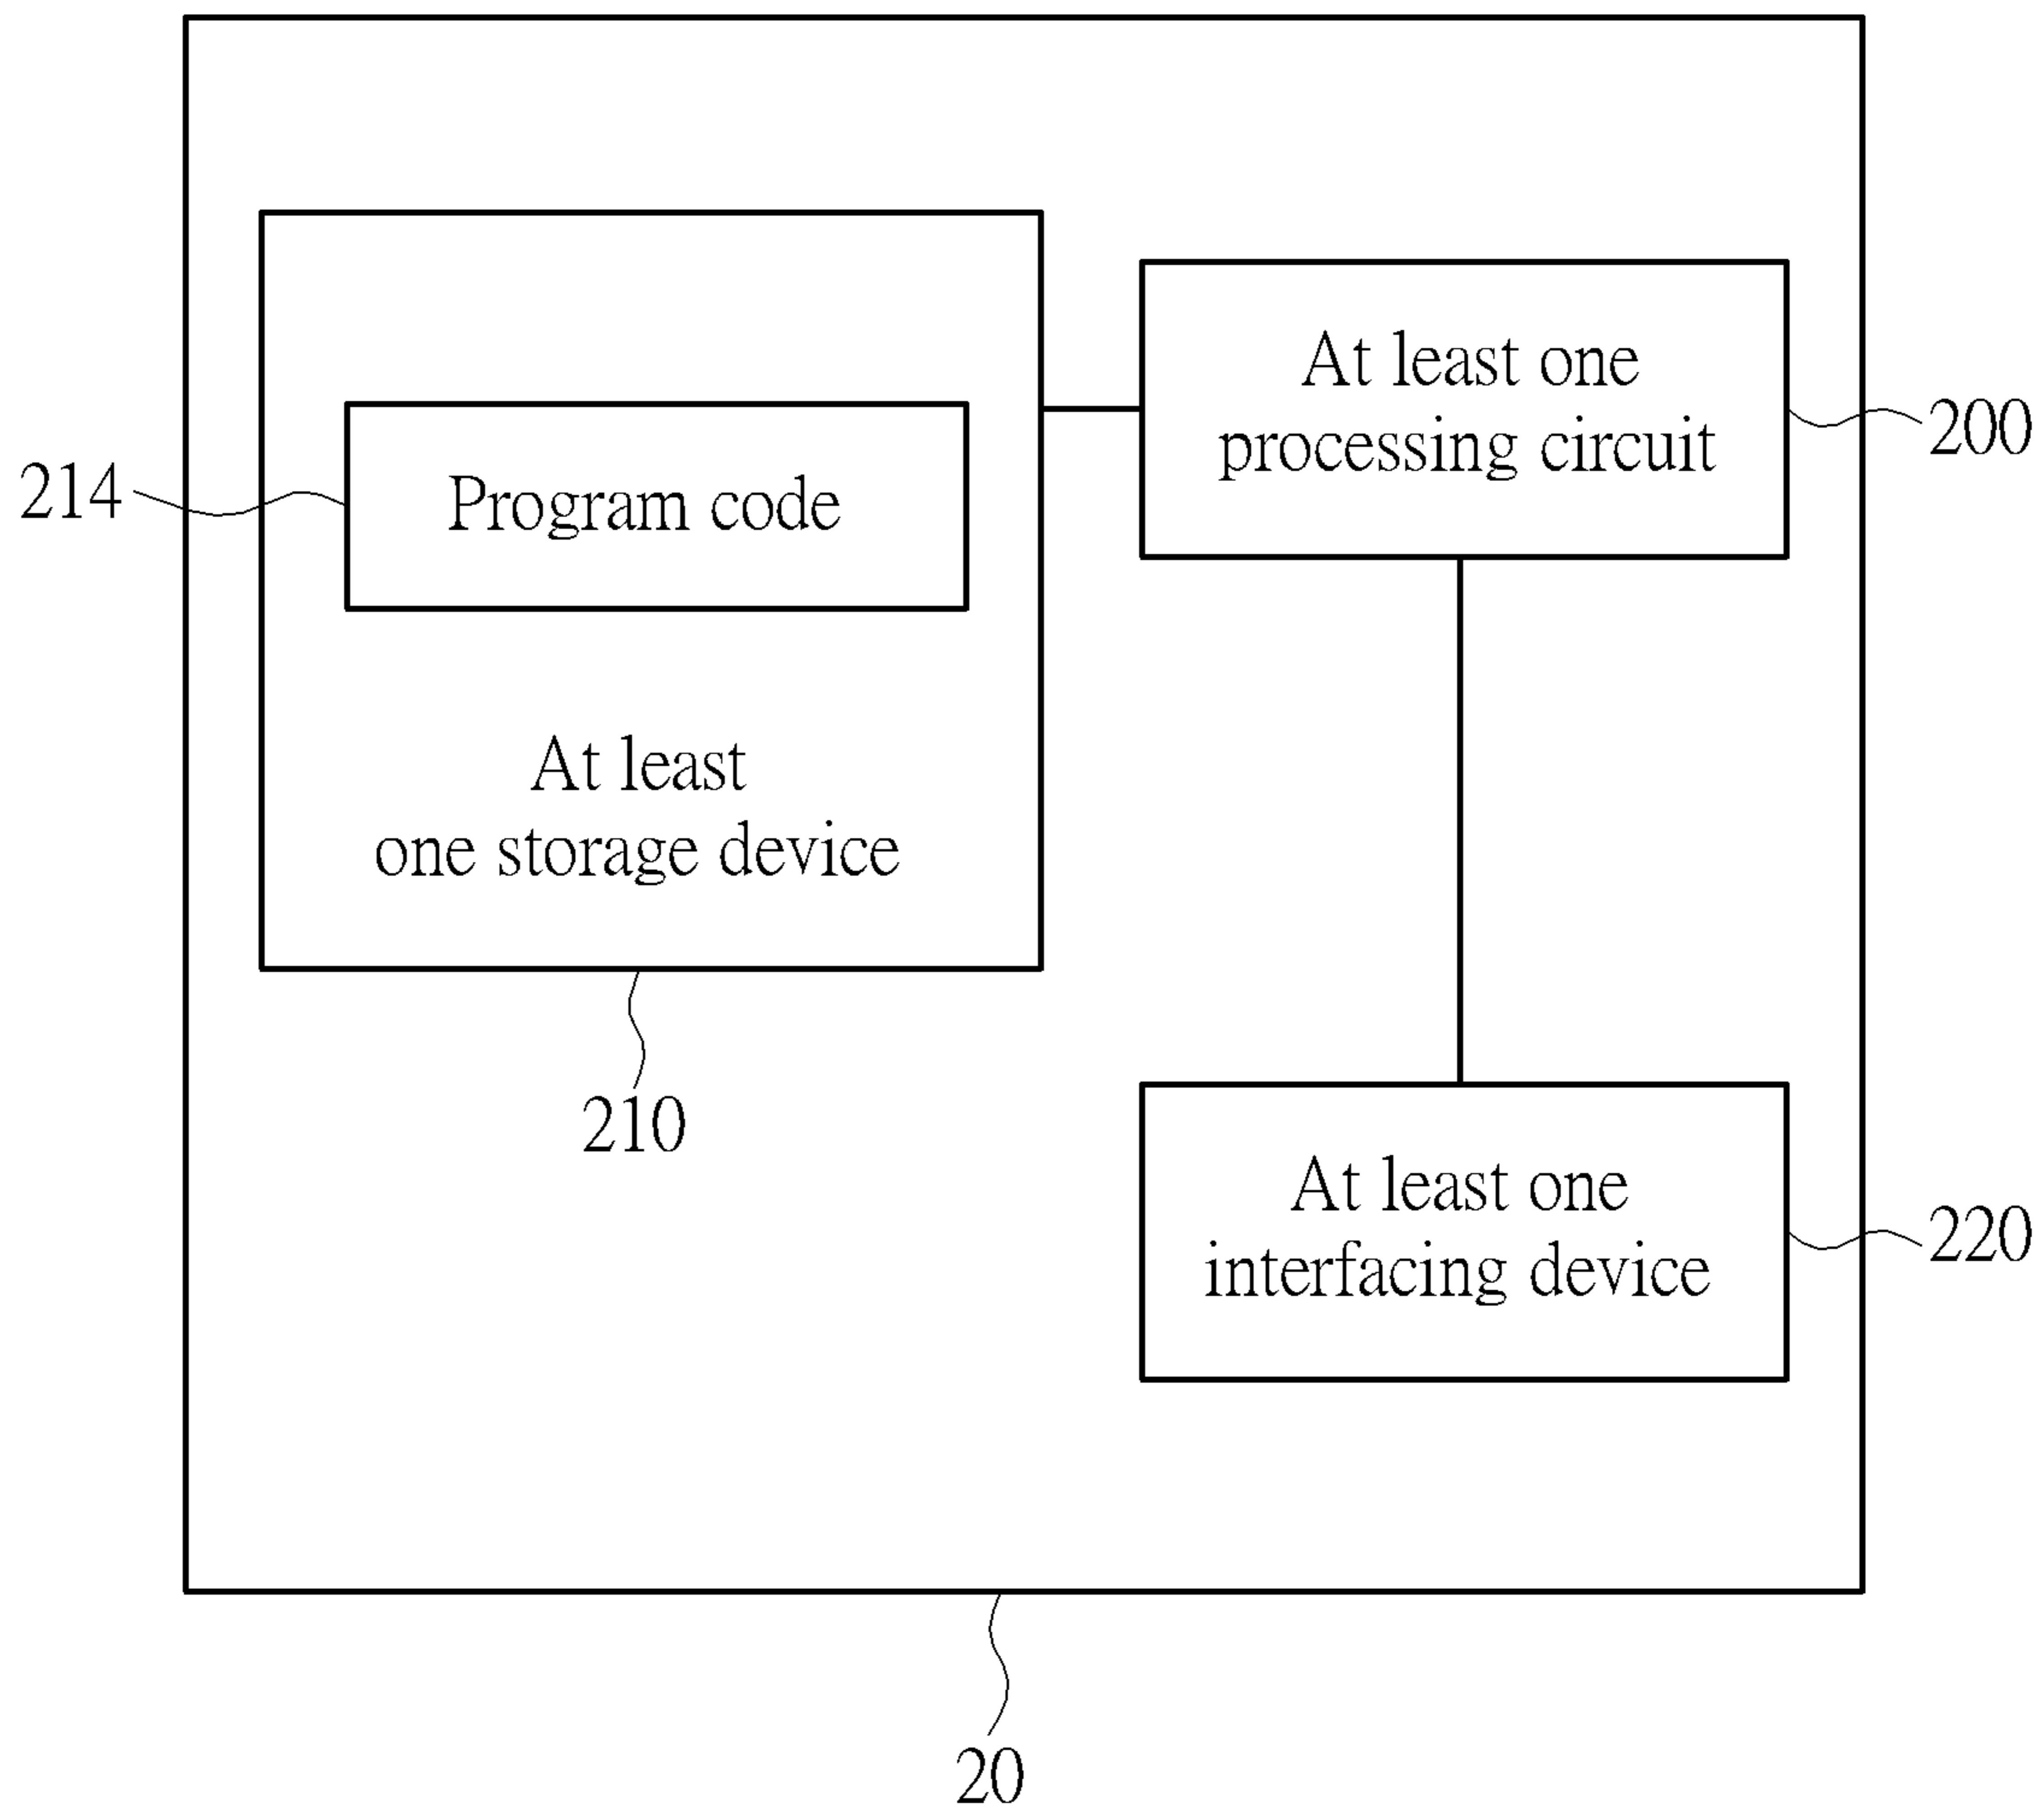 At least one
processing circuit
200
214
Program code
At least
one storage device
210
At least one
interfacing device
220
20